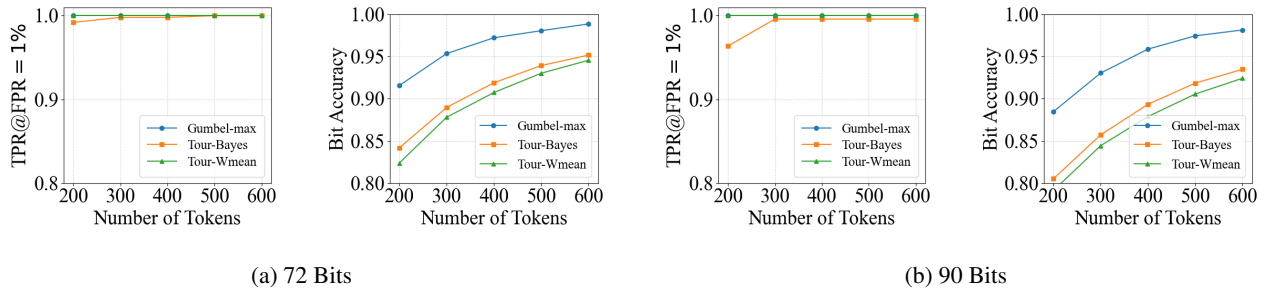 TPR@FPR = 1%
1.0
0.9
0.8
200 300 400 500 600
Number of Tokens
Gumbel-max
Tour-Bayes
Tour-Wmean
Bit Accuracy
1.00
0.95
0.90
0.85
0.80
200 300 400 500 600
Number of Tokens
Gumbel-max
Tour-Bayes
Tour-Wmean
(a) 72 Bits
TPR@FPR = 1%
1.0
0.9
0.8
200 300 400 500 600
Number of Tokens
Gumbel-max
Tour-Bayes
Tour-Wmean
Bit Accuracy
1.00
0.95
0.90
0.85
0.80
200 300 400 500 600
Number of Tokens
Gumbel-max
Tour-Bayes
Tour-Wmean
(b) 90 Bits